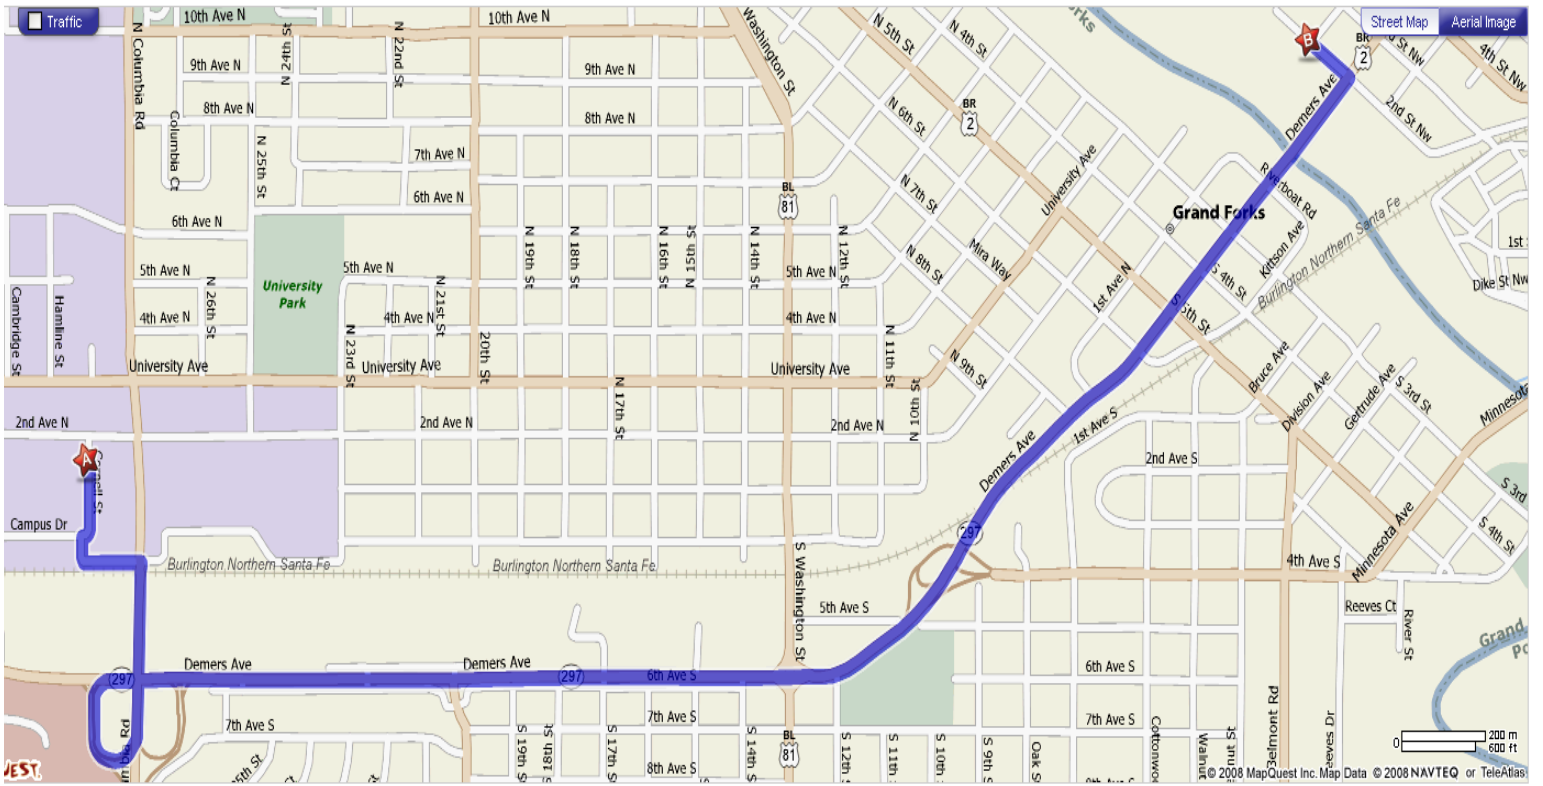 Traffic
10th Ave N
10th Ave N
Street Map
Aerial Image
N Columbia Rd
N 24th St
N 22nd St
Washington St
N 5th St
N 4th St
B
BR
2
4th St Nw
2nd St Nw
9th Ave N
9th Ave N
8th Ave N
8th Ave N
Columbia Ct
N 25th St
7th Ave N
6th Ave N
6th Ave N
BL
81
N 6th St
BR
2
Demers Ave
University Ave
N 7th St
Riverboat Rd
Grand Forks
Kittson Ave
Burlington Northern Santa Fe
Dike St Nw
5th Ave N
N 26th St
University
Park
5th Ave N
N 21st St
4th Ave N
4th Ave N
N 19th St
N 18th St
N 16th St
N 15th St
N 14th St
N 12th St
5th Ave N
4th Ave N
N 8th St
Mira Way
1st Ave N
S 4th St
S 5th St
Cambridge St
Hamline St
University Ave
N 23rd St
University Ave
20th St
N 17th St
University Ave
N 11th St
N 9th St
N 10th St
Bruce Ave
Division Ave
Gertrude Ave
S 3rd St
2nd Ave N
2nd Ave N
2nd Ave N
A
Cornell St
Campus Dr
Demers Ave
1st Ave S
2nd Ave S
S 3rd
S 4th St
Minnesota Ave
297
Burlington Northern Santa Fe
Burlington Northern Santa Fe
S Washington St
4th Ave S
5th Ave S
Reeves Ct
River St
Grand
297
Demers Ave
Demers Ave
297
6th Ave S
6th Ave S
7th Ave S
7th Ave S
7th Ave S
8th Ave S
S 19th St
S 18th St
S 17th St
S 14th St
BL
81
S 12th St
S 11th St
S 10th St
S 9th St
Belmont Rd
200 m
0
600 ft
© 2008 MapQuest Inc. Map Data © 2008 NAVTEQ or TeleAtlas